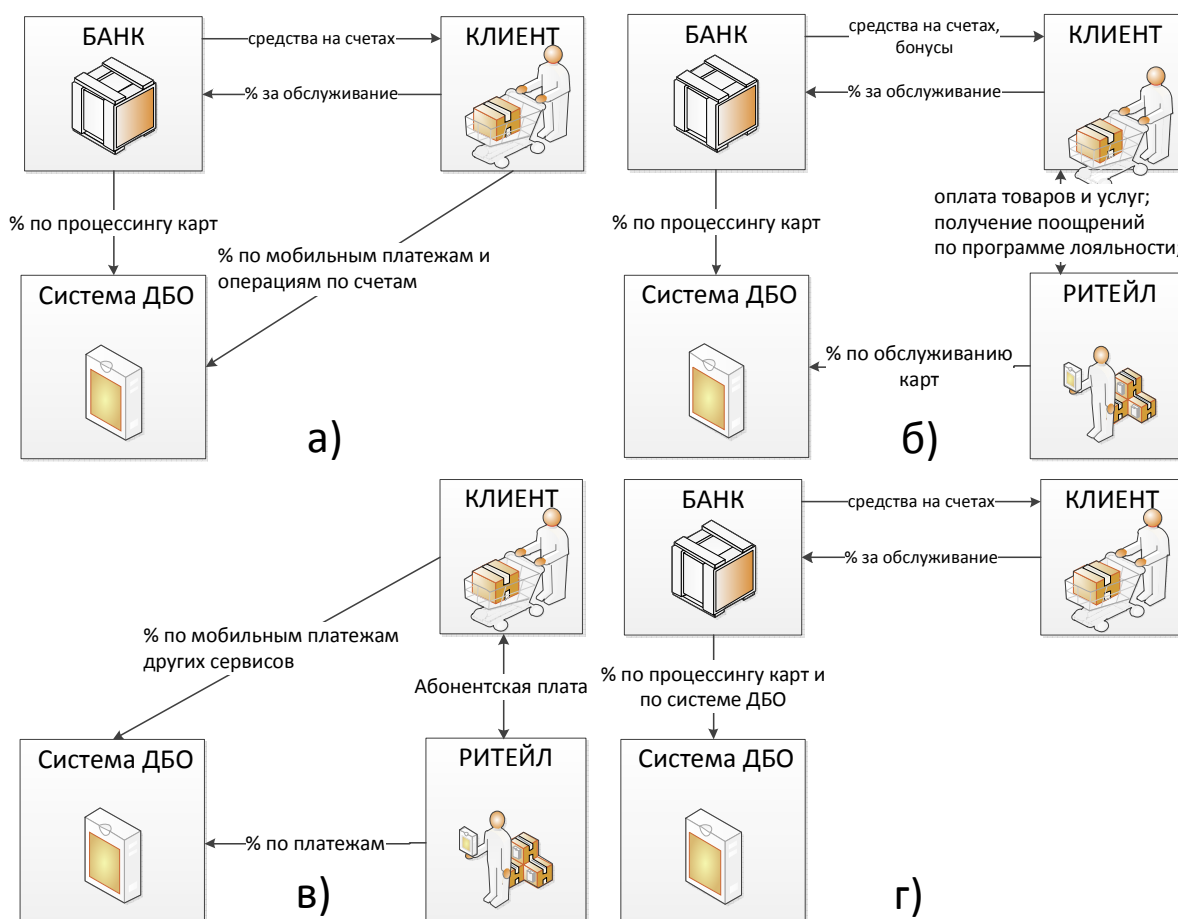 БАНК
средства на счетах
КЛИЕНТ
% за обслуживание
% по процессингу карт
% по мобильным платежам и
операциям по счетам
Система ДБО
а)
БАНК
средства на счетах,
бонусы
КЛИЕНТ
% за обслуживание
% по процессингу карт
оплата товаров и услуг;
получение поощрений
по программе лояльности;
Система ДБО
РИТЕЙЛ
% по обслуживанию
карт
б)
КЛИЕНТ
% по мобильным платежам
других сервисов
Абонентская плата
Система ДБО
РИТЕЙЛ
% по платежам
в)
БАНК
средства на счетах
КЛИЕНТ
% за обслуживание
% по процессингу карт и
по системе ДБО
Система ДБО
г)